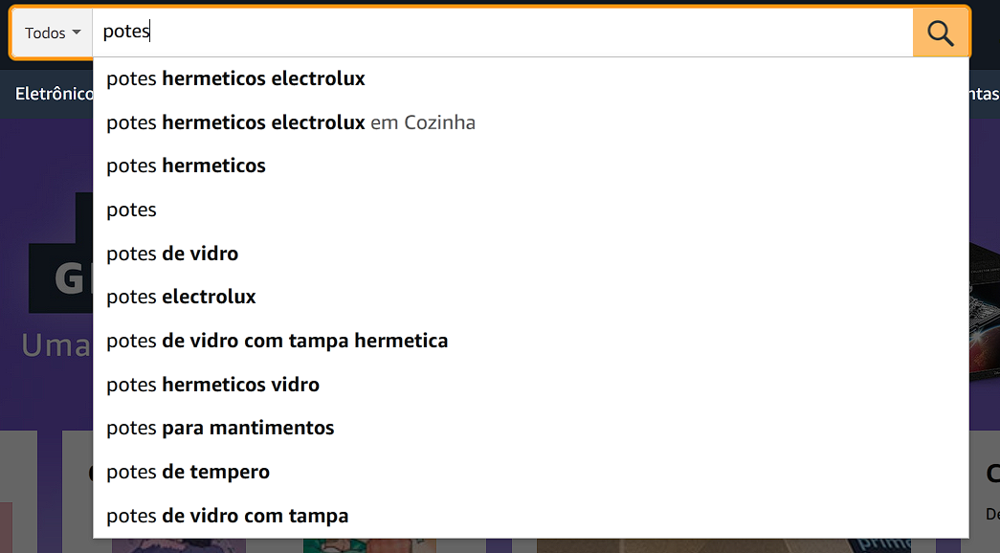 Todos
potes
Eletrônico
ntas
potes hermeticos electrolux
potes hermeticos electrolux em Cozinha
potes hermeticos
potes
potes de vidro
potes electrolux
Uma
potes de vidro com tampa hermetica
potes hermeticos vidro
potes para mantimentos
potes de tempero
potes de vidro com tampa
prime